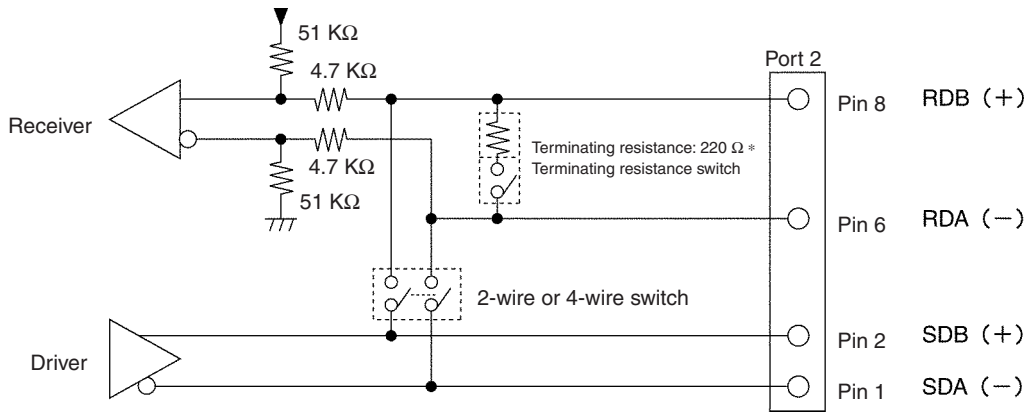 51 KΩ
4.7 KΩ
Port 2
Receiver
Pin 8 RDB (+)
Terminating resistance: 220 Ω *
Terminating resistance switch
4.7 KΩ
51 KΩ
Pin 6 RDA (−)
2-wire or 4-wire switch
Pin 2 SDB (+)
Driver
Pin 1 SDA (−)